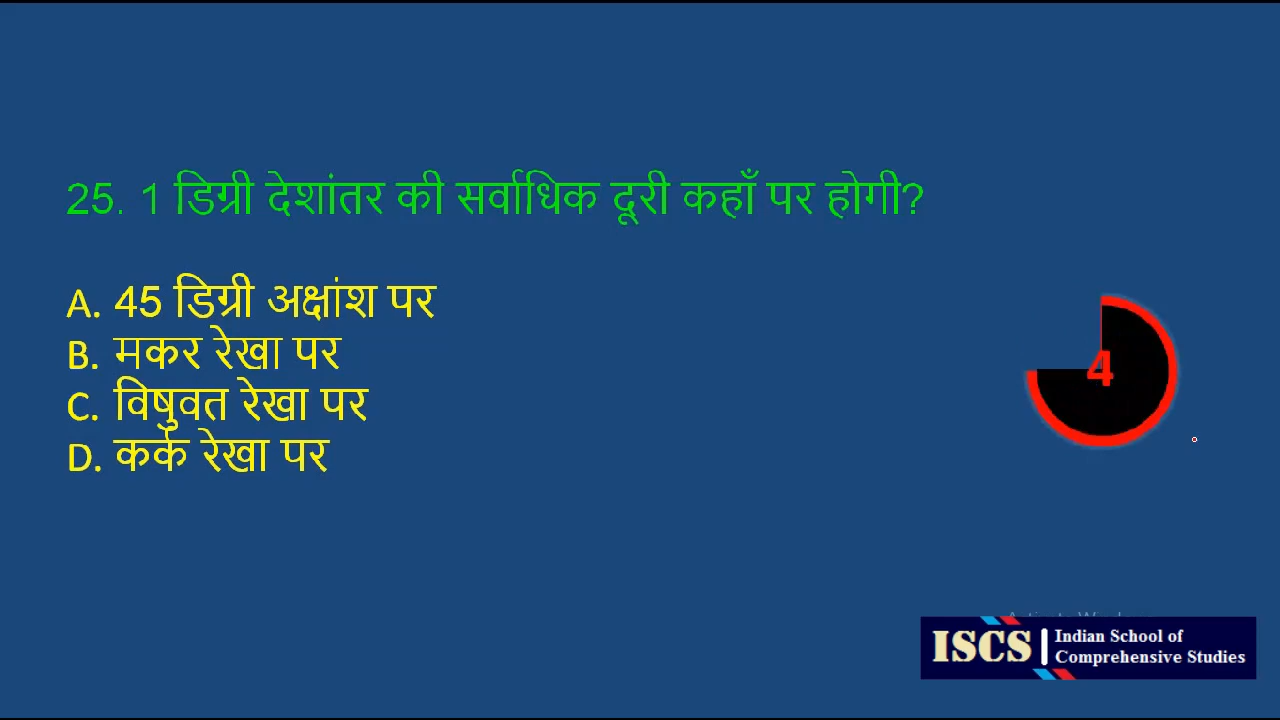 25. 1 डिग्री देशांतर की सर्वाधिक दूरी कहाँ पर होगी?
A. 45 डिग्री अक्षांश पर
B. मकर रेखा पर
C. विषुवत रेखा पर
D. कर्क रेखा पर
4
ISCS
Indian School of
Comprehensive Studies